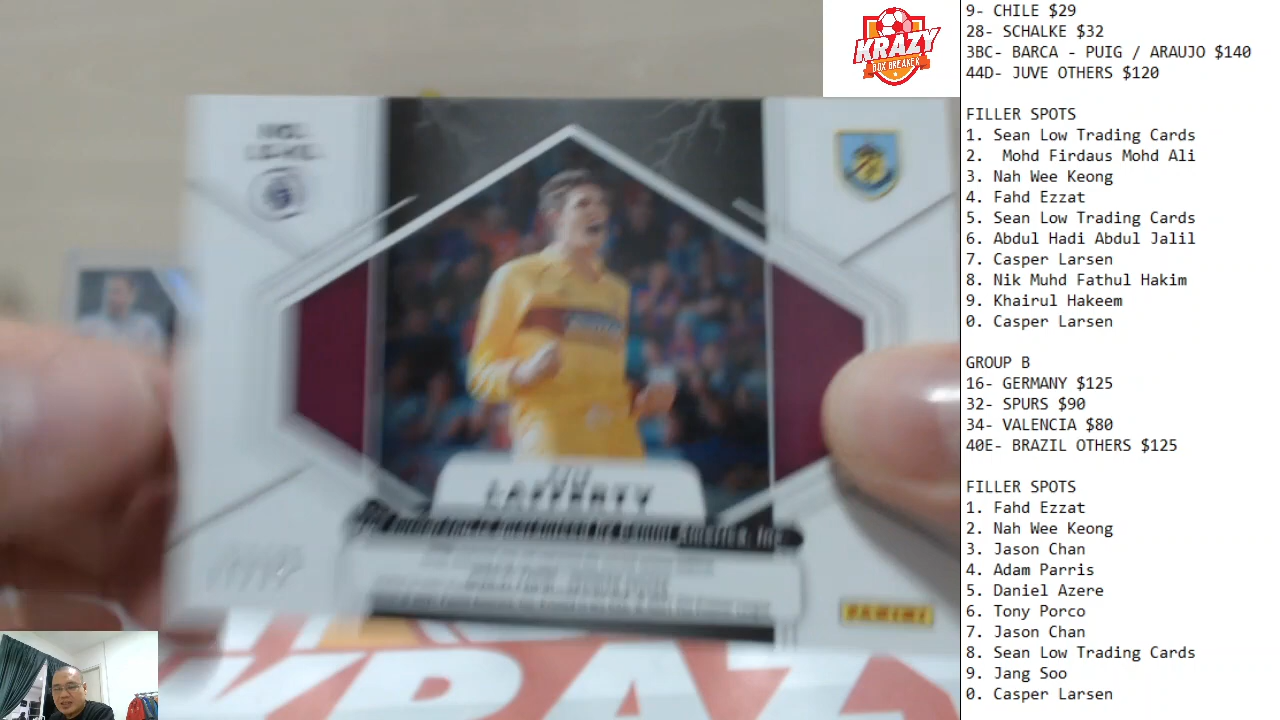 KRAZY
BOX BREAKER
LAFFERTY
PANINI
KRAZ
9- CHILE $29
28- SCHALKE $32
3BC- BARCA - PUIG / ARAUJO $140
44D- JUVE OTHERS $120
FILLER SPOTS
1. Sean Low Trading Cards
2. Mohd Firdaus Mohd Ali
3. Nah Wee Keong
4. Fahd Ezzat
5. Sean Low Trading Cards
6. Abdul Hadi Abdul Jalil
7. Casper Larsen
8. Nik Muhd Fathul Hakim
9. Khairul Hakeem
0. Casper Larsen
GROUP B
16- GERMANY $125
32- SPURS $90
34- VALENCIA $80
40E- BRAZIL OTHERS $125
FILLER SPOTS
1. Fahd Ezzat
2. Nah Wee Keong
3. Jason Chan
4. Adam Parris
5. Daniel Azere
6. Tony Porco
7. Jason Chan
8. Sean Low Trading Cards
9. Jang Soo
0. Casper Larsen